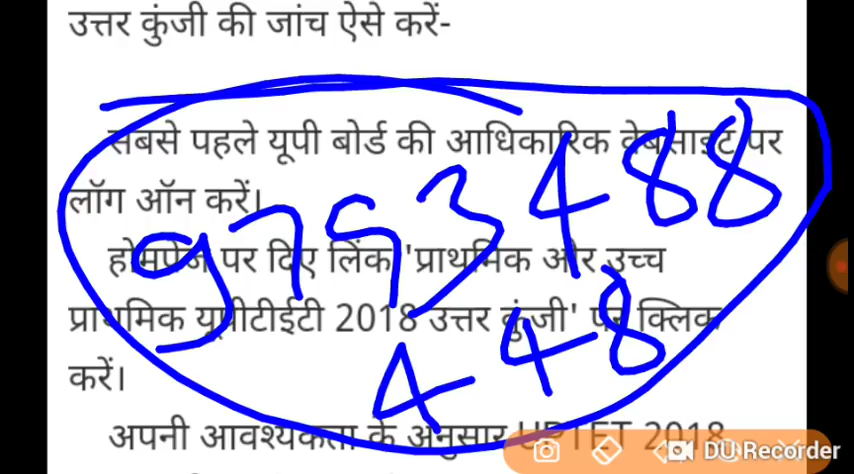 उत्तर कुंजी की जांच ऐसे करें-
सबसे पहले यूपी बोर्ड की आधिकारिक वेबसाइट पर
लॉग ऑन करें।
9793488
होमपेज पर दिए लिंक 'प्राथमिक और उच्च
प्राथमिक यूपीटीईटी 2018 उत्तर कुंजी' पर क्लिक
448
करें।
अपनी आवश्यकता के अनुसार UPTET 2018
DU Recorder